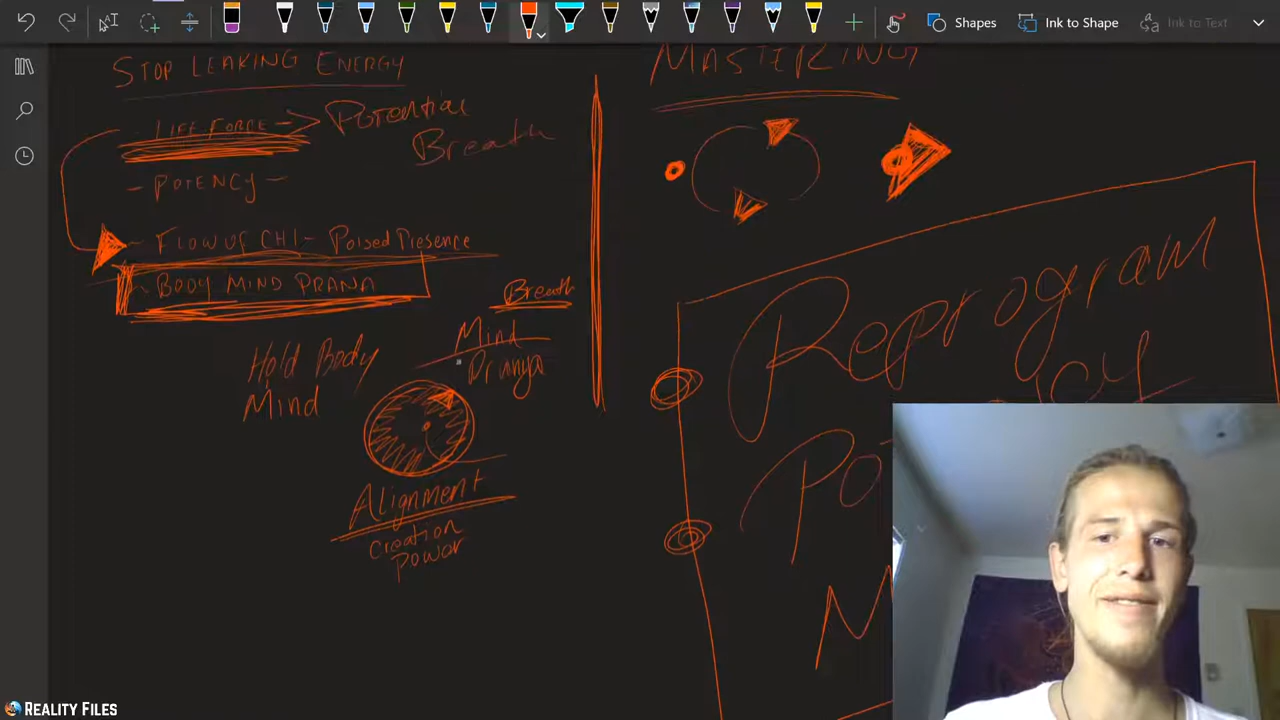 Shapes
Ink to Shape
Ink to Text
STOP LEAKING ENERGY
- LIFE FORCE → Potential
Breath
- POTENCY -
- FLOW OF CHI - Poised Presence
- BODY MIND PRANA
Breath
Mind
Hold Body
Mind
Alignment
Creation
Power
MASTERING
Reprogram
REALITY FILES